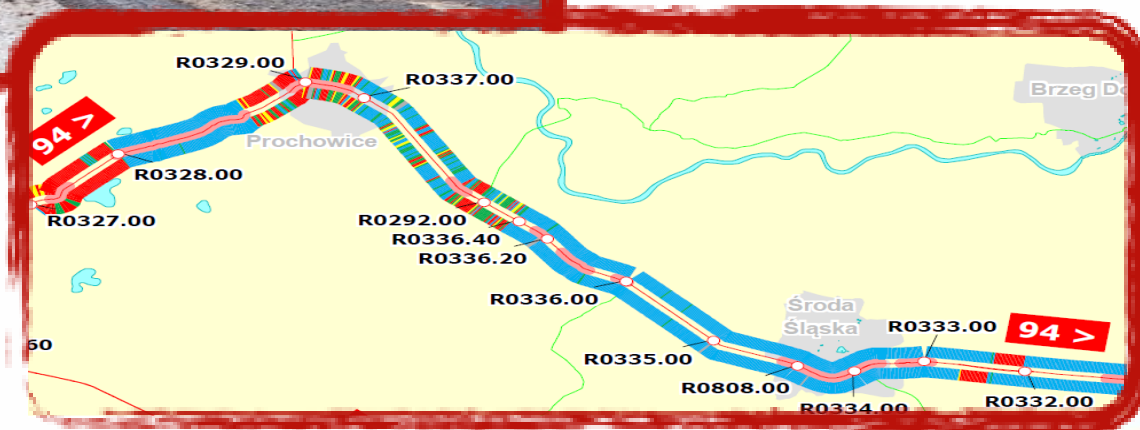 R0329.00
R0337.00
Brzeg Do
94 >
Prochowice
R0328.00
R0327.00
R0292.00
R0336.40
R0336.20
R0336.00
Środa
Śląska
R0333.00
94 >
60
R0335.00
R0808.00
R0334.00
R0332.00